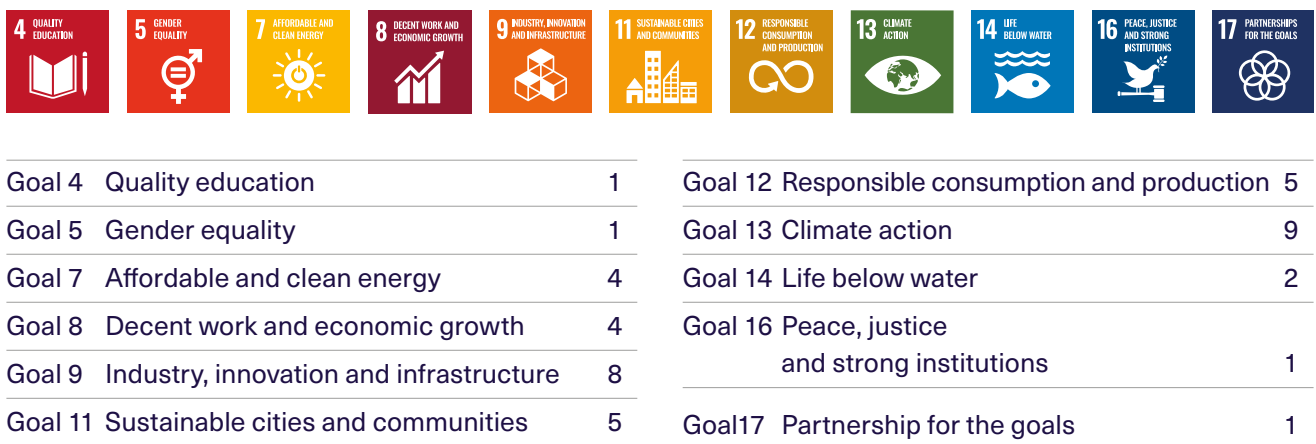 4 QUALITY
EDUCATION
5 GENDER
EQUALITY
7 AFFORDABLE AND
CLEAN ENERGY
8 DECENT WORK AND
ECONOMIC GROWTH
9 INDUSTRY, INNOVATION
AND INFRASTRUCTURE
11 SUSTAINABLE CITIES
AND COMMUNITIES
12 RESPONSIBLE
CONSUMPTION
AND PRODUCTION
13 CLIMATE
ACTION
14 LIFE
BELOW WATER
16 PEACE, JUSTICE
AND STRONG
INSTITUTIONS
17 PARTNERSHIPS
FOR THE GOALS
Goal 4 Quality education 1
Goal 5 Gender equality 1
Goal 7 Affordable and clean energy 4
Goal 8 Decent work and economic growth 4
Goal 9 Industry, innovation and infrastructure 8
Goal 11 Sustainable cities and communities 5
Goal 12 Responsible consumption and production 5
Goal 13 Climate action 9
Goal 14 Life below water 2
Goal 16 Peace, justice
and strong institutions 1
Goal17 Partnership for the goals 1